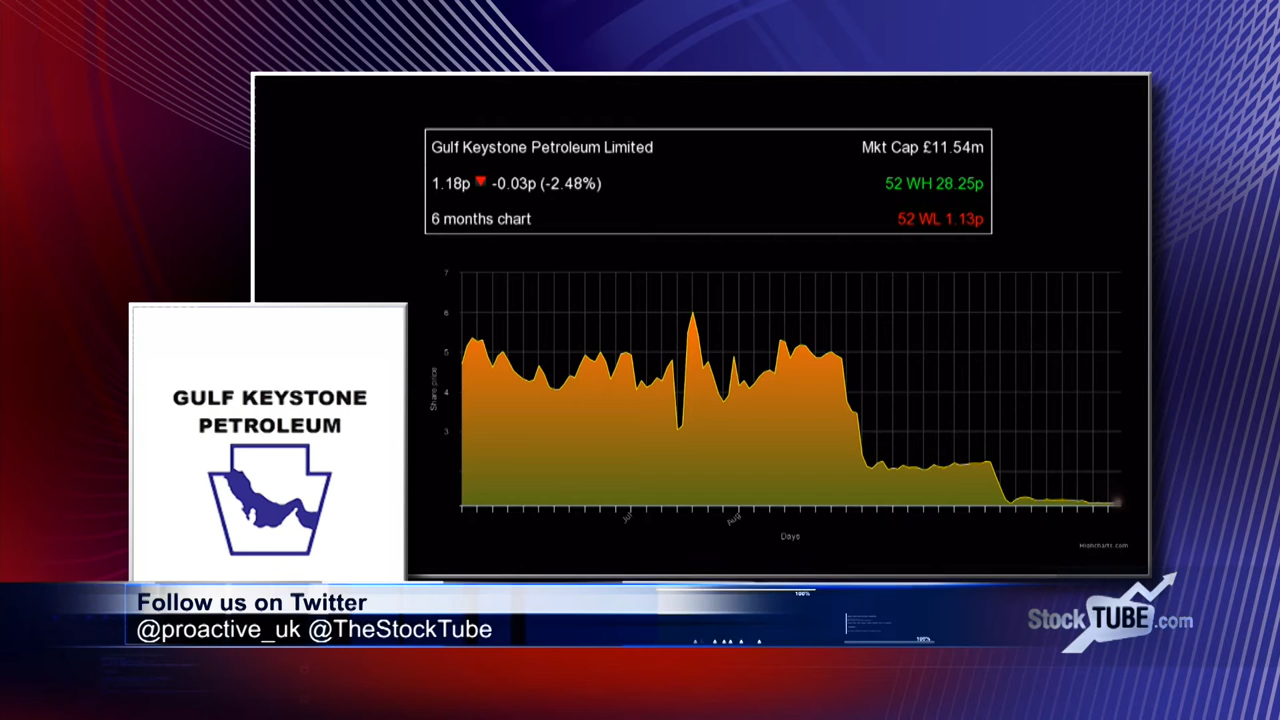 Gulf Keystone Petroleum Limited
Mkt Cap £11.54m
1.18p ▼ -0.03p (-2.48%)
52 WH 28.25p
6 months chart
52 WL 1.13p
7
6
5
4
3
Share price
Jul
Aug
Days
Highcharts.com
GULF KEYSTONE
PETROLEUM
Follow us on Twitter
@proactive_uk @TheStockTube
100%
100%
StockTUBE.com